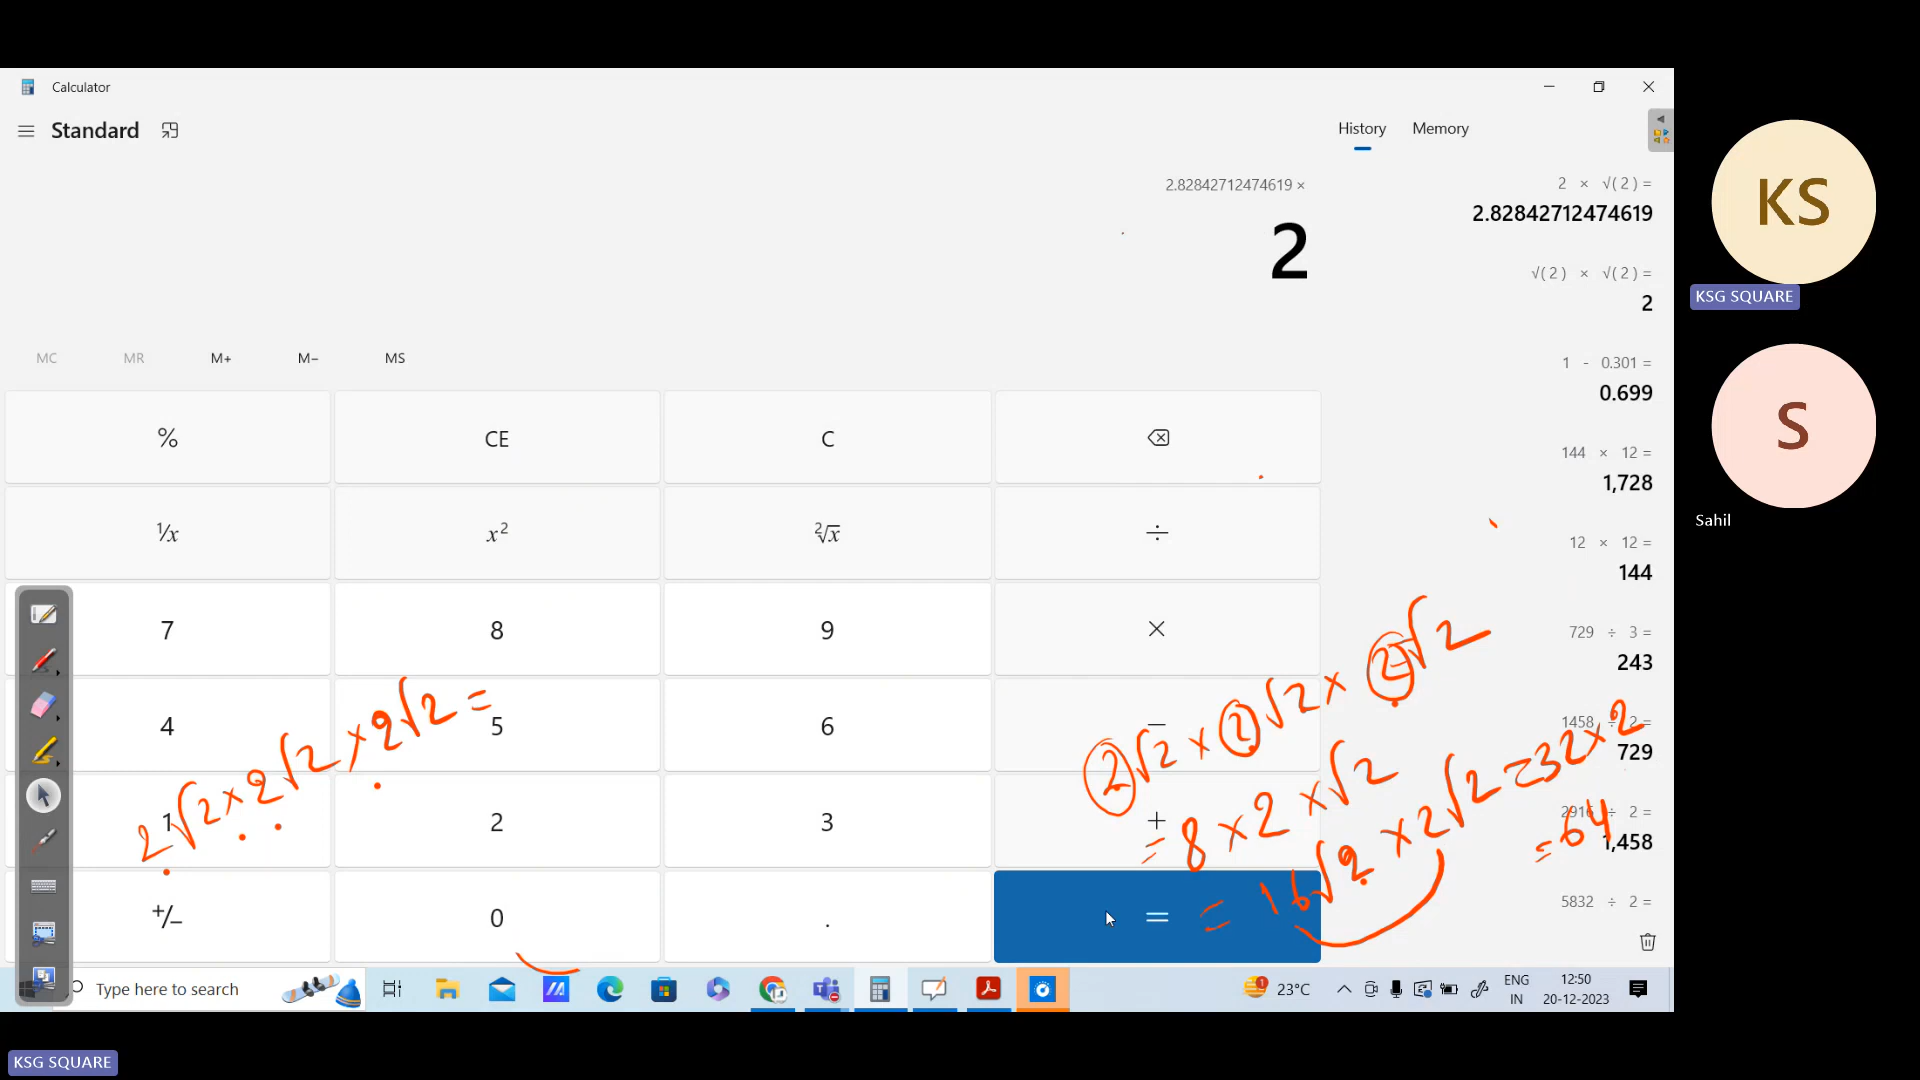 Calculator
Standard
History Memory
2.82842712474619 ×
2
2 × √( 2 ) =
2.82842712474619
√( 2 ) × √( 2 ) =
2
1 - 0.301 =
0.699
144 × 12 =
1,728
12 × 12 =
144
729 ÷ 3 =
243
1458 ÷ 2 =
729
2916 ÷ 2 =
1,458
5832 ÷ 2 =
MC MR M+ M− MS
% CE C
⅟x x² ²√x ÷
7 8 9 ×
4 5 6 −
1 2 3 +
+/− 0 . =
2√2 × 2√2 × 2√2 =
2√2 × 2√2 × 2√2
= 8 × 2 × √2
= 16√2 × 2√2 = 32 × 2
= 64
Type here to search
23°C
ENG
IN
12:50
20-12-2023
KS
KSG SQUARE
S
Sahil
KSG SQUARE